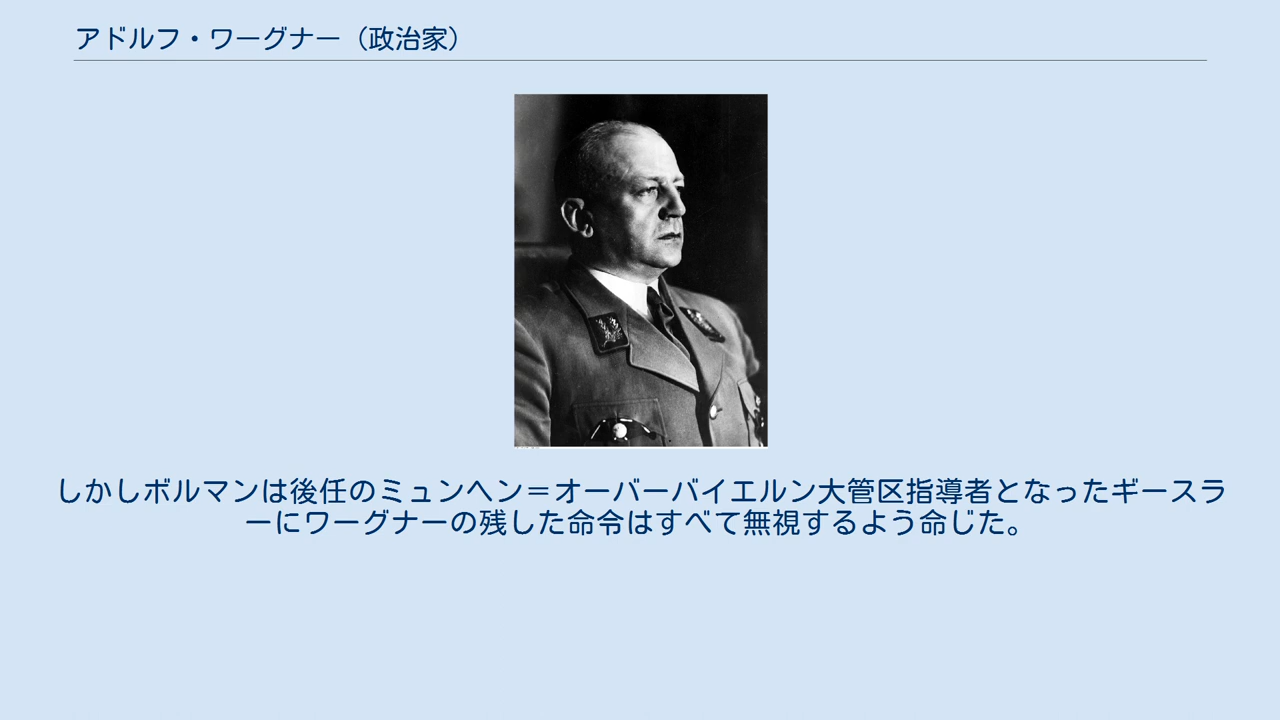 アドルフ・ワーグナー（政治家）
しかしボルマンは後任のミュンヘン＝オーバーバイエルン大管区指導者となったギースラ
ーにワーグナーの残した命令はすべて無視するよう命じた。